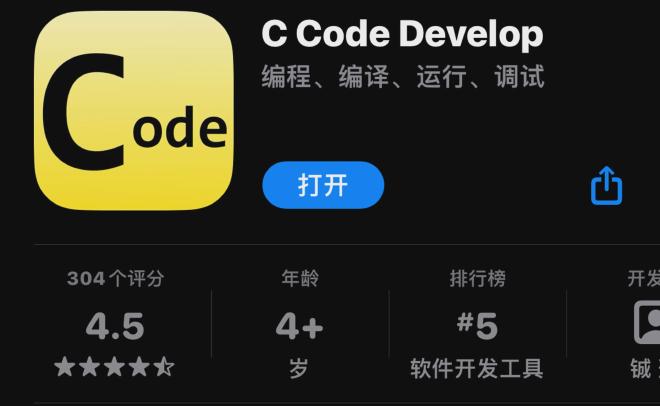 Code
C Code Develop
编程、编译、运行、调试
打开
304个评分
年龄
排行榜
4.5
4+
#5
岁
软件开发工具